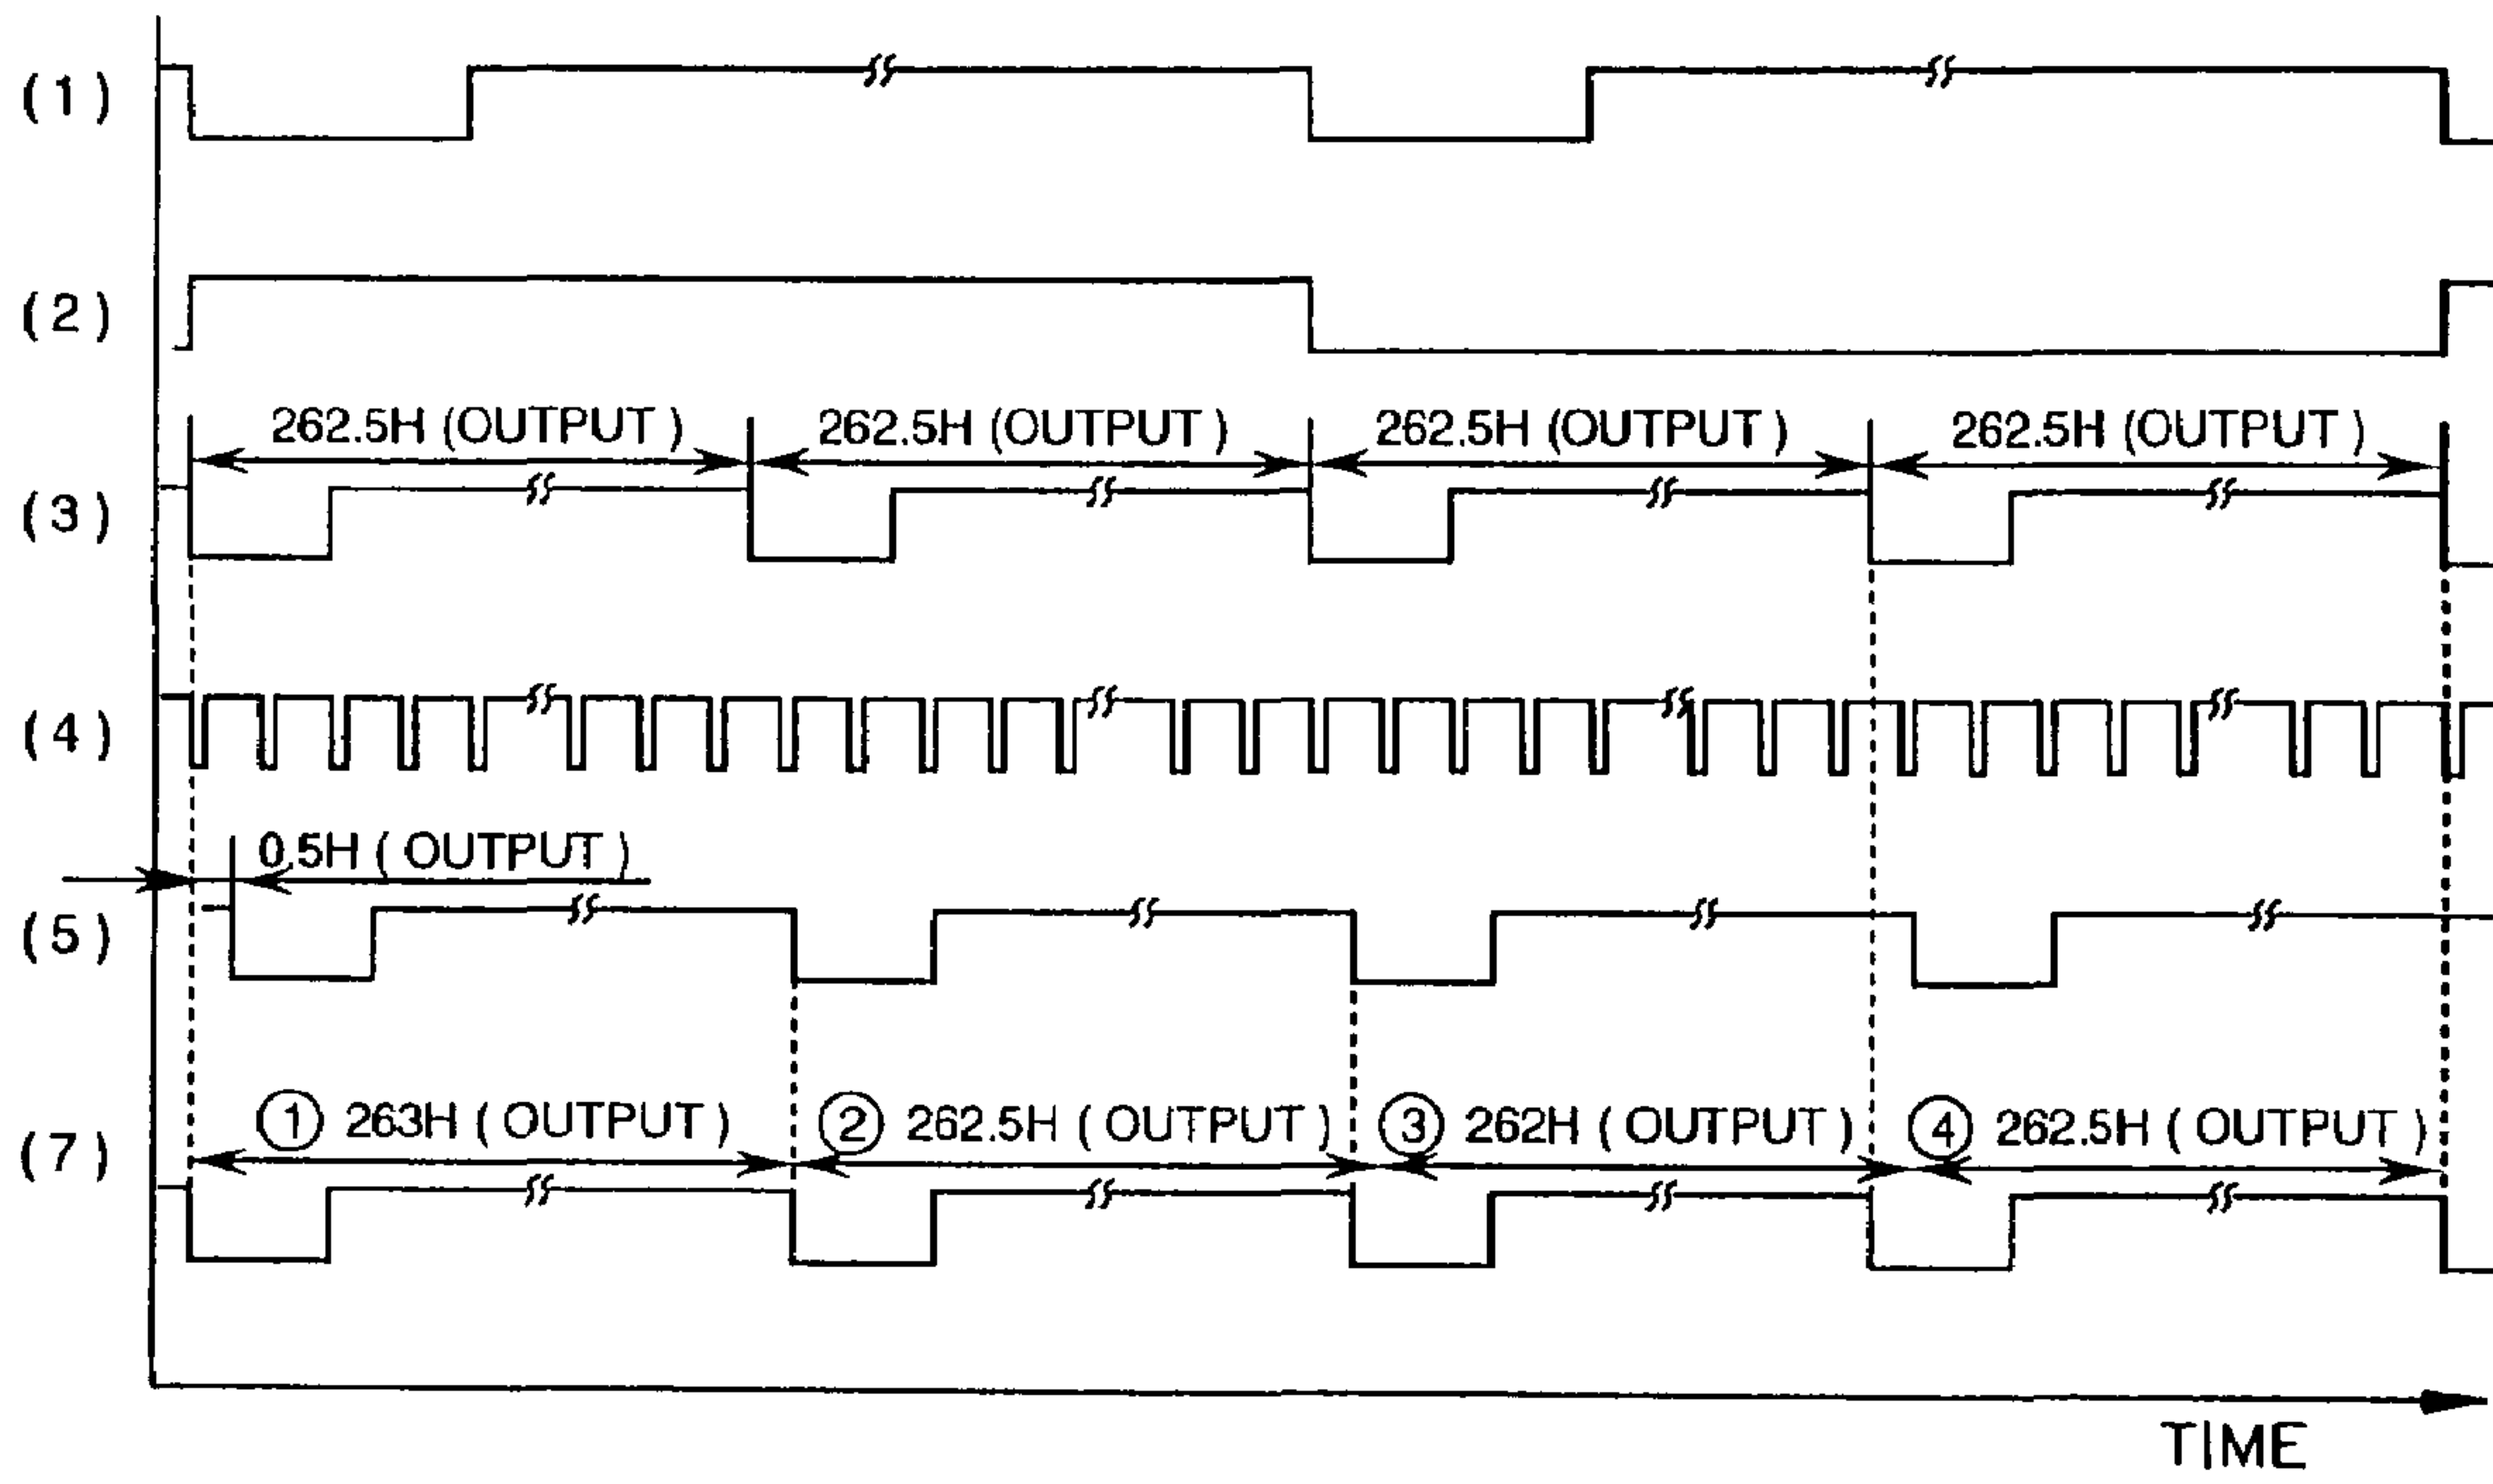 (1)
(2)
262.5H (OUTPUT) 262.5H (OUTPUT) 262.5H (OUTPUT) 262.5H (OUTPUT)
(3)
(4)
0.5H ( OUTPUT )
(5)
① 263H ( OUTPUT ) ② 262.5H ( OUTPUT ) ③ 262H ( OUTPUT ) ④ 262.5H ( OUTPUT )
(7)
TIME